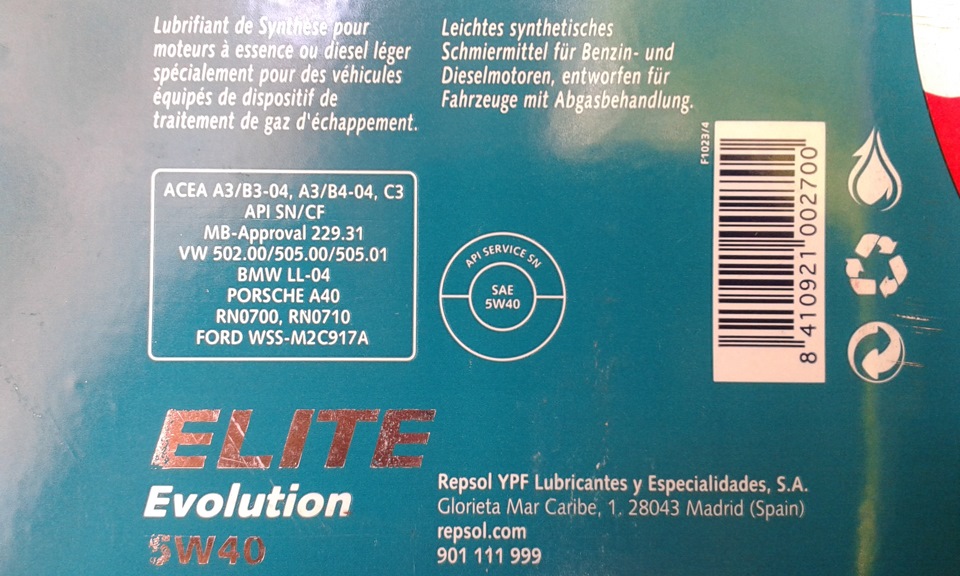 Lubrifiant de Synthèse pour
moteurs à essence ou diesel léger
spécialement pour des véhicules
équipés de dispositif de
traitement de gaz d'échappement.
Leichtes synthetisches
Schmiermittel für Benzin- und
Dieselmotoren, entworfen für
Fahrzeuge mit Abgasbehandlung.
ACEA A3/B3-04, A3/B4-04, C3
API SN/CF
MB-Approval 229.31
VW 502.00/505.00/505.01
BMW LL-04
PORSCHE A40
RN0700, RN0710
FORD WSS-M2C917A
API SERVICE SN
SAE
5W40
F1023/4
8 410921 002700
ELITE
Evolution
5W40
Repsol YPF Lubricantes y Especialidades, S.A.
Glorieta Mar Caribe, 1. 28043 Madrid (Spain)
repsol.com
901 111 999